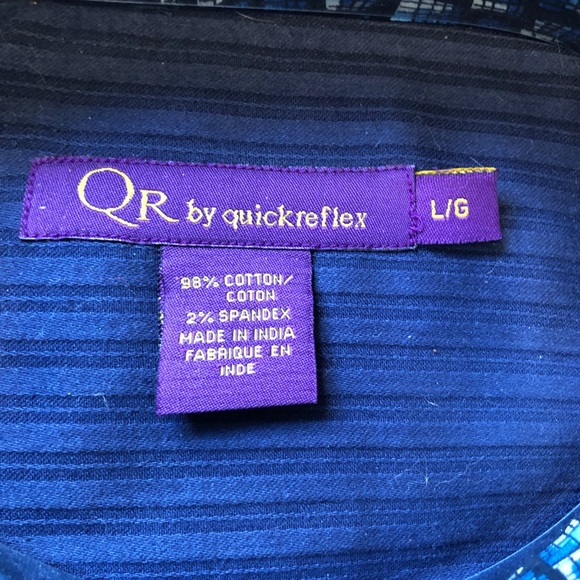 QR by quickreflex
L/G
98% COTTON/
COTON
2% SPANDEX
MADE IN INDIA
FABRIQUE EN
INDE